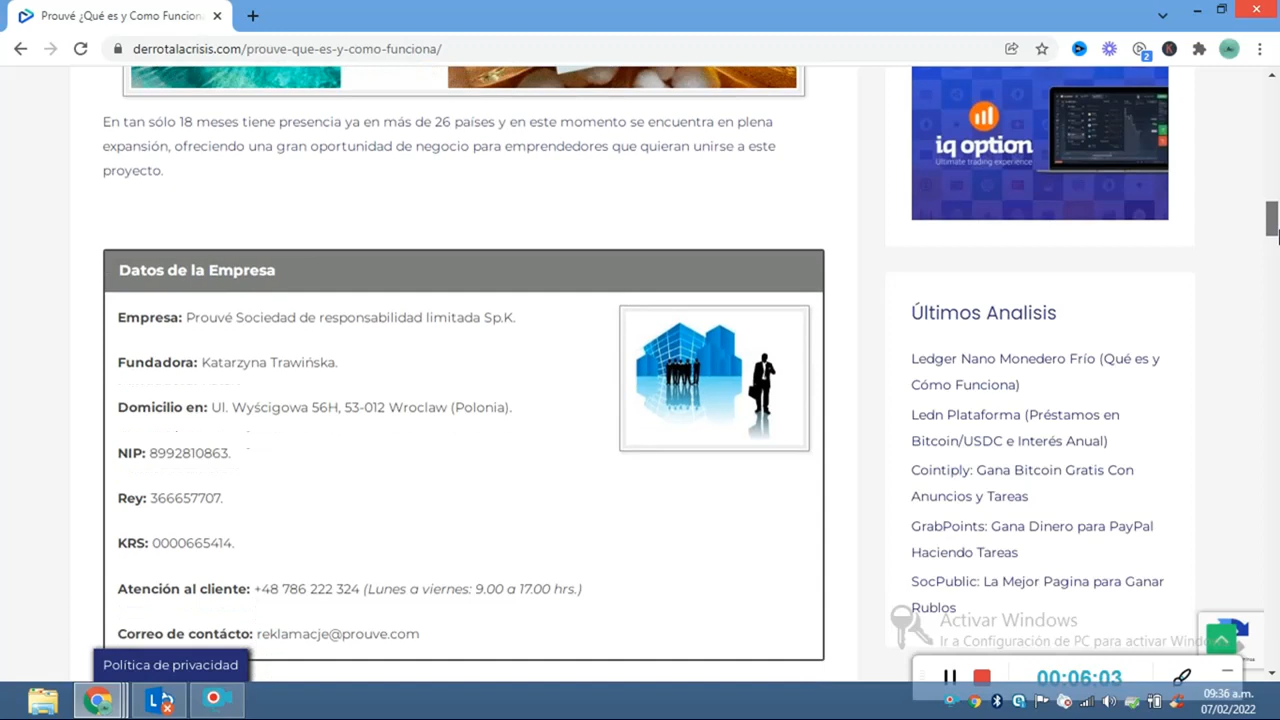 Prouvé ¿Qué es y Como Funciona
derrotalacrisis.com/prouve-que-es-y-como-funciona/
2
K
En tan sólo 18 meses tiene presencia ya en más de 26 países y en este momento se encuentra en plena
expansión, ofreciendo una gran oportunidad de negocio para emprendedores que quieran unirse a este
proyecto.
Datos de la Empresa
Empresa: Prouvé Sociedad de responsabilidad limitada Sp.K.
Fundadora: Katarzyna Trawińska.
Domicilio en: Ul. Wyścigowa 56H, 53-012 Wroclaw (Polonia).
NIP: 8992810863.
Rey: 366657707.
KRS: 0000665414.
Atención al cliente: +48 786 222 324 (Lunes a viernes: 9.00 a 17.00 hrs.)
Correo de contácto: reklamacje@prouve.com
Política de privacidad
iq option
Ultimate trading experience
Últimos Analisis
Ledger Nano Monedero Frío (Qué es y
Cómo Funciona)
Ledn Plataforma (Préstamos en
Bitcoin/USDC e Interés Anual)
Cointiply: Gana Bitcoin Gratis Con
Anuncios y Tareas
GrabPoints: Gana Dinero para PayPal
Haciendo Tareas
SocPublic: La Mejor Pagina para Ganar
Rublos
Activar Windows
Ir a Configuración de PC para activar
00:06:03
09:36 a.m.
07/02/2022